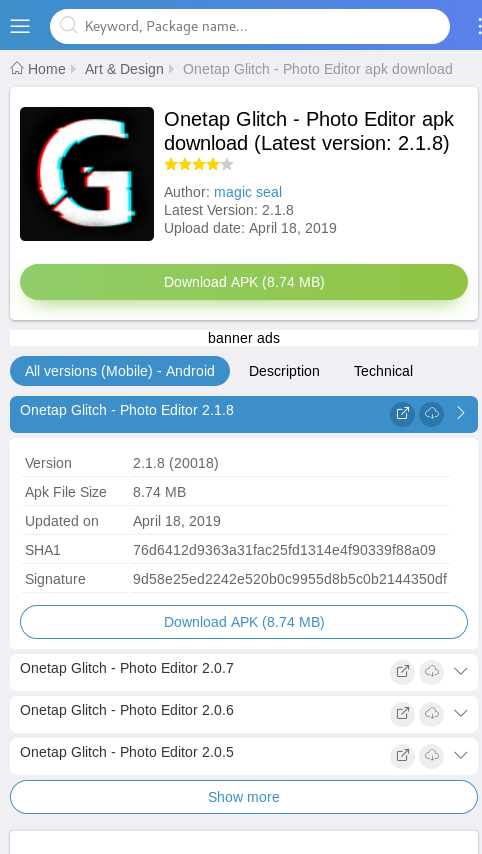 Keyword, Package name...
Home Art & Design Onetap Glitch - Photo Editor apk download
G
Onetap Glitch - Photo Editor apk
download (Latest version: 2.1.8)
Author: magic seal
Latest Version: 2.1.8
Upload date: April 18, 2019
Download APK (8.74 MB)
banner ads
All versions (Mobile) - Android Description Technical
Onetap Glitch - Photo Editor 2.1.8
Version 2.1.8 (20018)
Apk File Size 8.74 MB
Updated on April 18, 2019
SHA1 76d6412d9363a31fac25fd1314e4f90339f88a09
Signature 9d58e25ed2242e520b0c9955d8b5c0b2144350df
Download APK (8.74 MB)
Onetap Glitch - Photo Editor 2.0.7
Onetap Glitch - Photo Editor 2.0.6
Onetap Glitch - Photo Editor 2.0.5
Show more